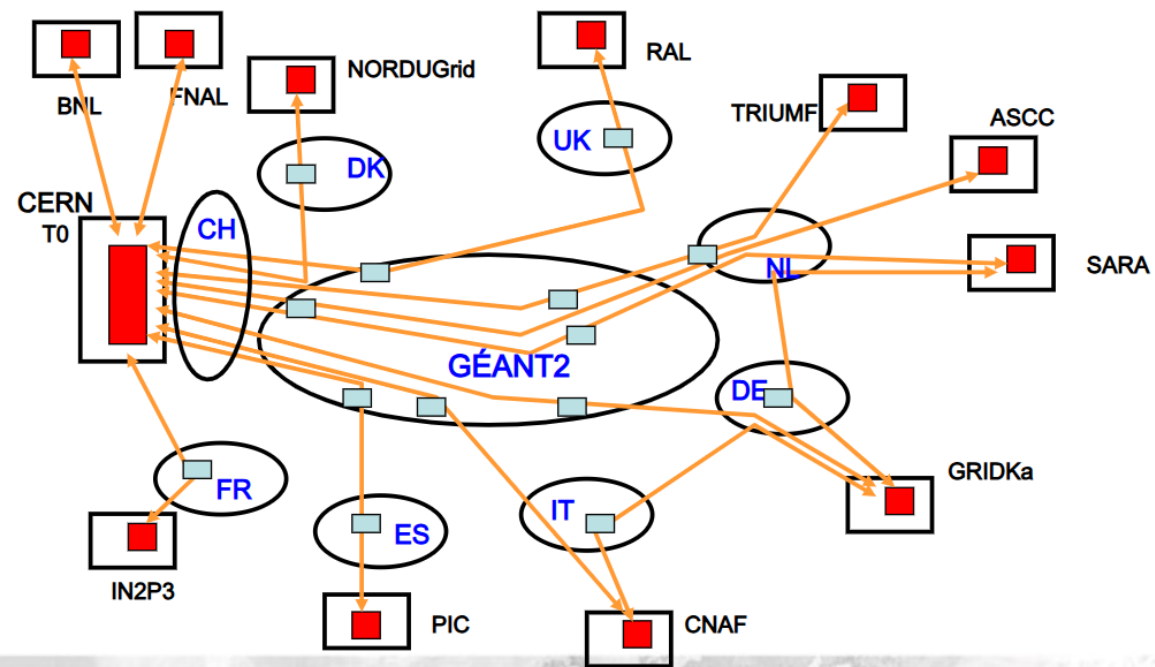 BNL
FNAL
NORDUGrid
RAL
TRIUMF
ASCC
UK
DK
CERN
T0
CH
NL
SARA
GÉANT2
DE
FR
ES
IT
GRIDKa
IN2P3
PIC
CNAF